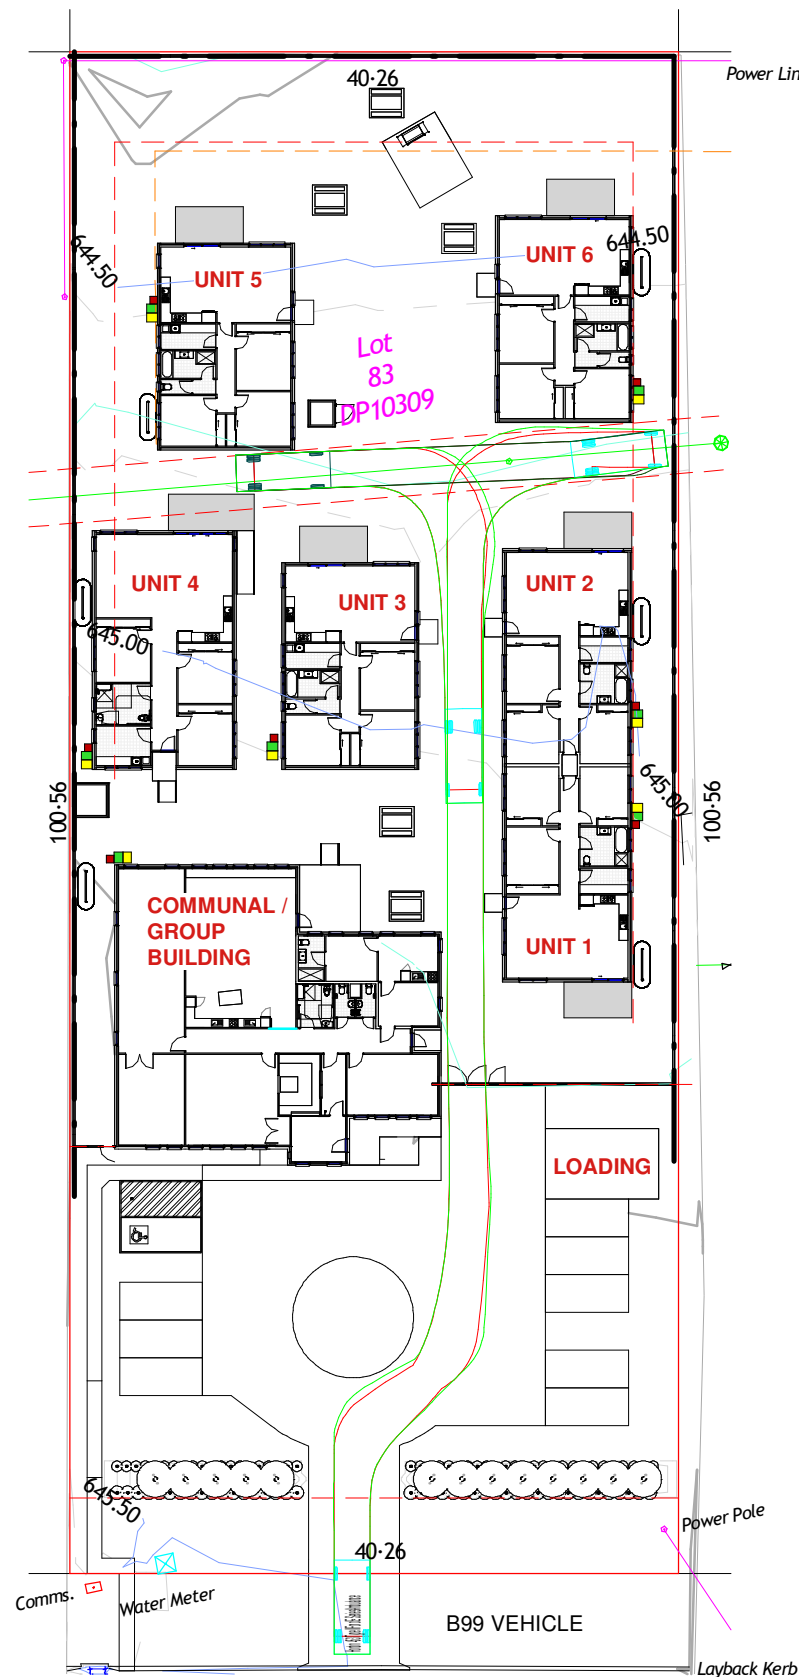 40·26
Power Lin
644.50
UNIT 5
UNIT 6
644.50
Lot
83
DP10309
UNIT 4
UNIT 3
UNIT 2
645.00
645.00
100·56
100·56
COMMUNAL /
GROUP
BUILDING
UNIT 1
LOADING
645.50
Power Pole
40·26
Comms.
Water Meter
B99 VEHICLE
Layback Kerb